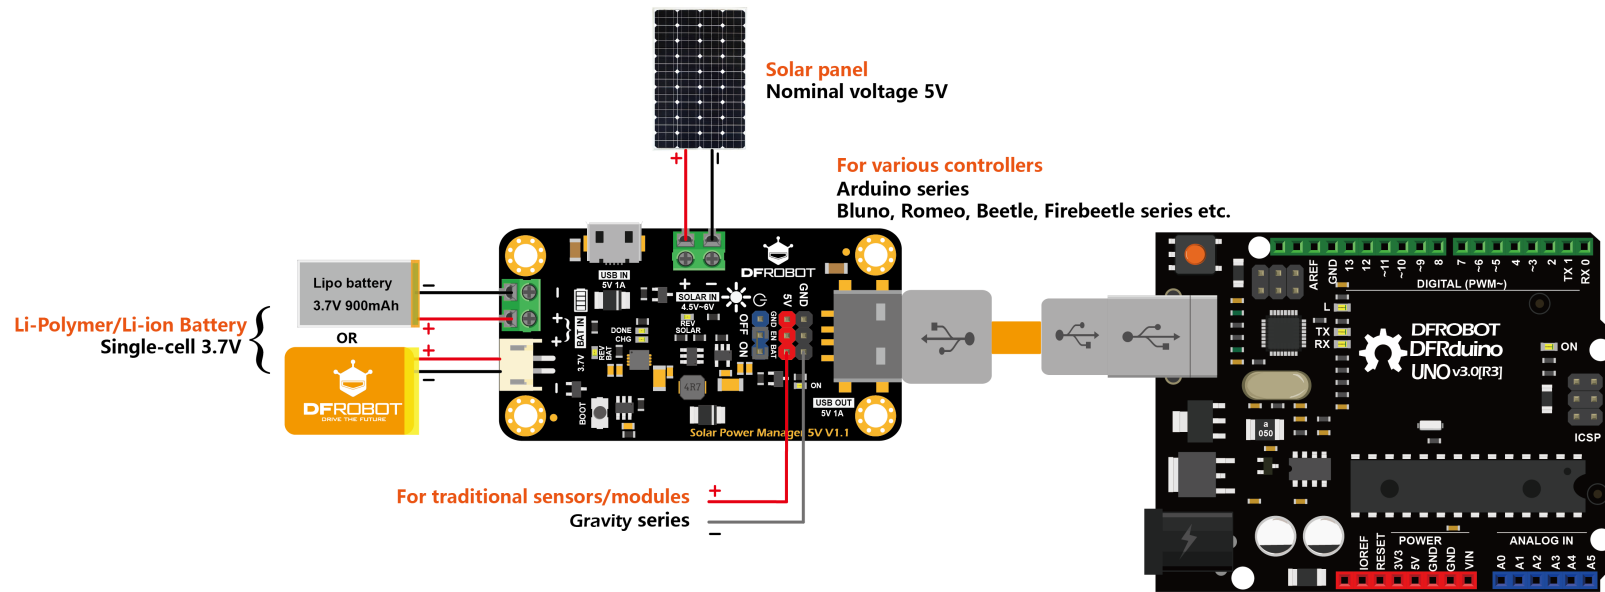 Solar panel
Nominal voltage 5V
+
−
For various controllers
Arduino series
Bluno, Romeo, Beetle, Firebeetle series etc.
Lipo battery
3.7V 900mAh
−
+
Li-Polymer/Li-ion Battery
Single-cell 3.7V
OR
+
−
DFROBOT
DRIVE THE FUTURE
USB IN
5V 1A
DFROBOT
+ −
SOLAR IN
4.5V~6V
BAT IN
3.7V
− + + −
DONE
CHG
REV
BAT
REV
SOLAR
OFF ON
5V
GND
GND EN BAT
4R7
BOOT
ON
USB OUT
5V 1A
Solar Power Manager 5V V1.1
For traditional sensors/modules
+
Gravity series
−
AREF
GND
13
12
~11
~10
~9
8
7
~6
~5
4
~3
2
TX 1
RX 0
DIGITAL (PWM~)
L
TX
RX
DFROBOT
DFRduino
UNO v3.0[R3]
ON
ICSP
a
050
IOREF
RESET
3V3
5V
GND
GND
VIN
POWER
ANALOG IN
A0
A1
A2
A3
A4
A5